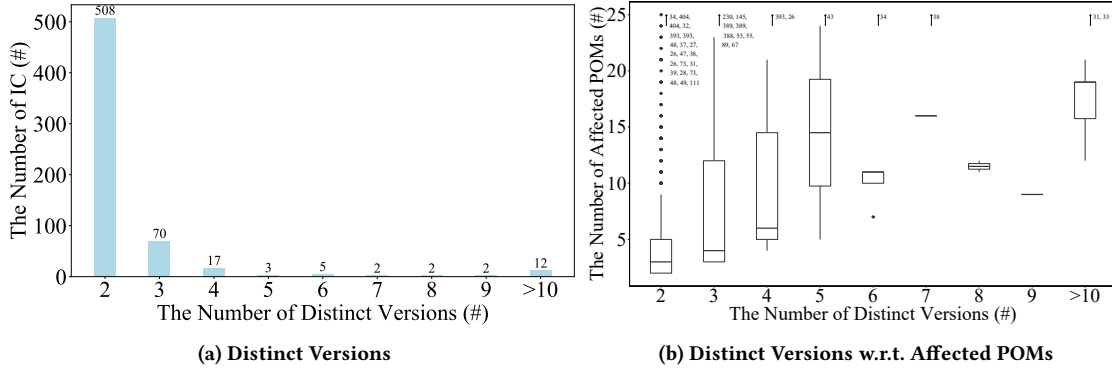 The Number of IC (#)
500
400
300
200
100
0
508
70
17
3
5
2
2
2
12
2 3 4 5 6 7 8 9 >10
The Number of Distinct Versions (#)
(a) Distinct Versions
The Number of Affected POMs (#)
25
20
15
10
5
34, 404,
404, 32,
393, 393,
48, 37, 27,
26, 47, 38,
26, 73, 31,
39, 28, 73,
48, 49, 111
230, 145,
389, 389,
388, 55, 55,
89, 67
393, 26
43
34
38
31, 33
2 3 4 5 6 7 8 9 >10
The Number of Distinct Versions (#)
(b) Distinct Versions w.r.t. Affected POMs